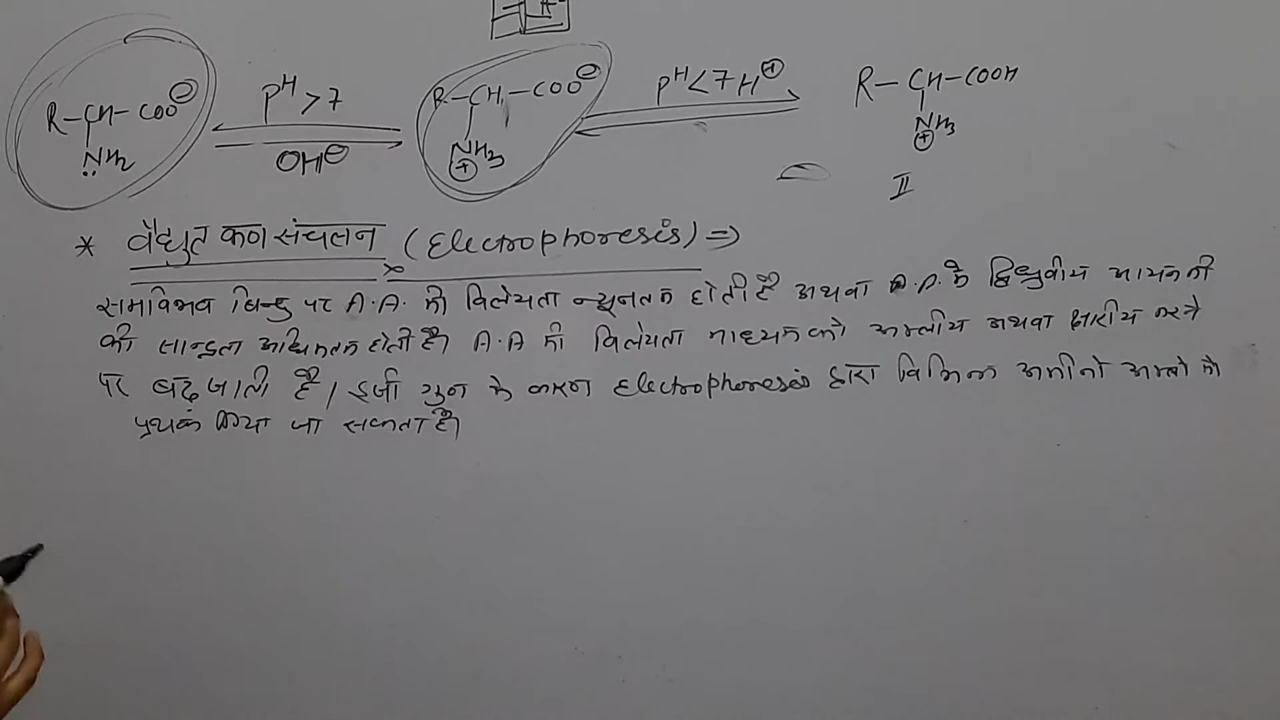 R-CH-COO⊖ pH>7 R-CH-COO⊖ pH<7 H⊕ R-CH-COOH
NH2 OH⊖ NH3 NH3
⊕ ⊕
II
* वैद्युत कण संचलन (Electrophoresis) ⇒
समविभव बिन्दु पर A.A. की विलेयता न्यूनतम होती है अथवा A.A. के द्विध्रुवीय आयन की
की सान्द्रता अधिकतम होती है। A.A की विलेयता माध्यम को अम्लीय अथवा क्षारीय करने
पर बढ़ जाती है / इसी गुण के कारण Electrophoresis द्वारा विभिन्न अमीनो अम्लो को
पृथक किया जा सकता है।